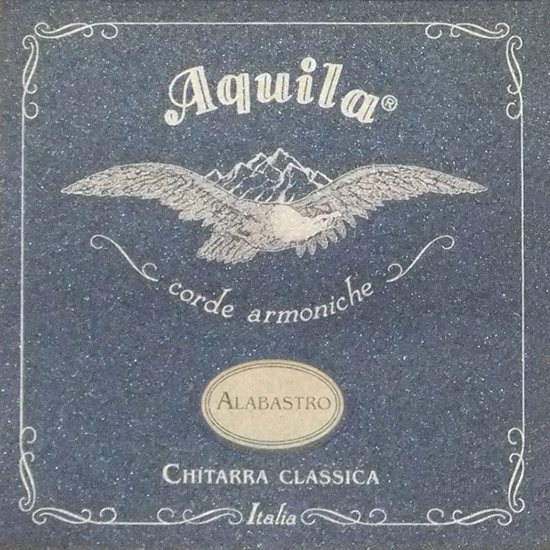 Aquila®
corde armoniche
ALABASTRO
CHITARRA CLASSICA
Italia